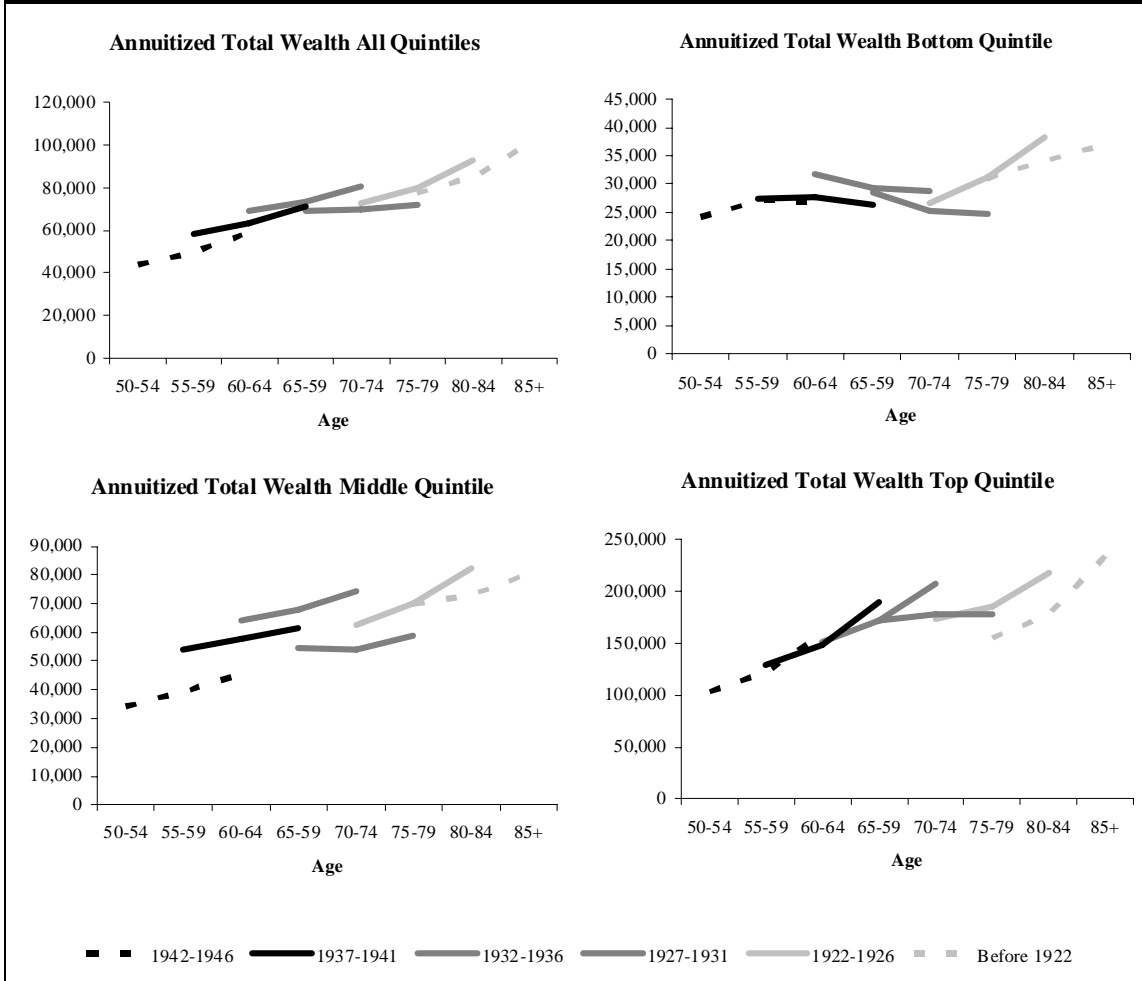 Annuitized Total Wealth All Quintiles
120,000
100,000
80,000
60,000
40,000
20,000
0
50-54 55-59 60-64 65-59 70-74 75-79 80-84 85+
Age
Annuitized Total Wealth Bottom Quintile
45,000
40,000
35,000
30,000
25,000
20,000
15,000
10,000
5,000
0
50-54 55-59 60-64 65-59 70-74 75-79 80-84 85+
Age
Annuitized Total Wealth Middle Quintile
90,000
80,000
70,000
60,000
50,000
40,000
30,000
20,000
10,000
0
50-54 55-59 60-64 65-59 70-74 75-79 80-84 85+
Age
Annuitized Total Wealth Top Quintile
250,000
200,000
150,000
100,000
50,000
0
50-54 55-59 60-64 65-59 70-74 75-79 80-84 85+
Age
1942-1946 1937-1941 1932-1936 1927-1931 1922-1926 Before 1922